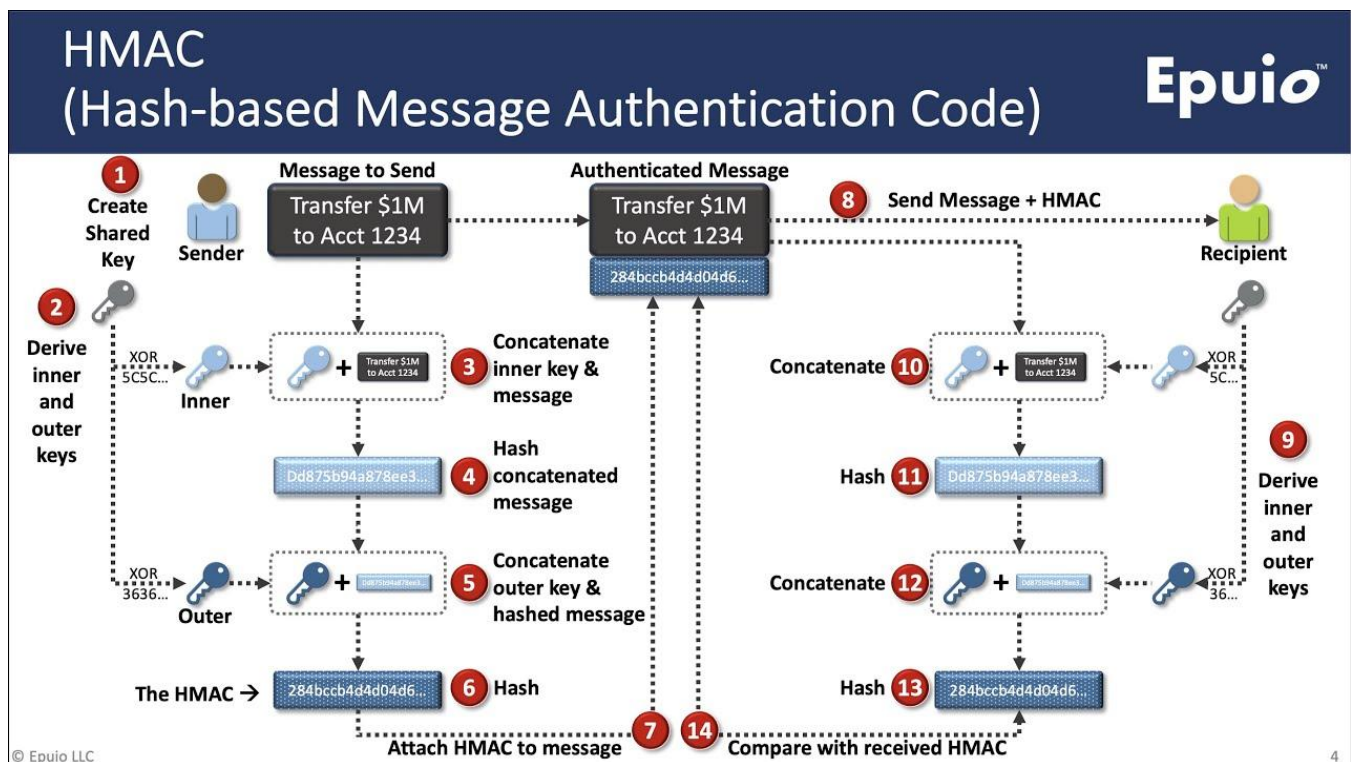 HMAC
(Hash-based Message Authentication Code)
Epuio™
1
Create
Shared
Key
Sender
Message to Send
Transfer $1M
to Acct 1234
Authenticated Message
Transfer $1M
to Acct 1234
284bccb4d4d04d6...
8
Send Message + HMAC
Recipient
2
Derive
inner
and
outer
keys
XOR
5C5C...
Inner
+
Transfer $1M
to Acct 1234
3
Concatenate
inner key &
message
Dd875b94a878ee3...
4
Hash
concatenated
message
XOR
3636...
Outer
+
Dd875b94a878ee3...
5
Concatenate
outer key &
hashed message
The HMAC →
284bccb4d4d04d6...
6
Hash
7
Attach HMAC to message
Concatenate
10
+
Transfer $1M
to Acct 1234
XOR
5C...
9
Derive
inner
and
outer
keys
Hash
11
Dd875b94a878ee3...
Concatenate
12
+
Dd875b94a878ee3...
XOR
36...
Hash
13
284bccb4d4d04d6...
14
Compare with received HMAC
© Epuio LLC
4